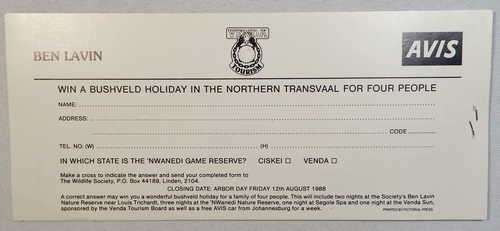 BEN LAVIN
VENDA
TOURISM
AVIS
WIN A BUSHVELD HOLIDAY IN THE NORTHERN TRANSVAAL FOR FOUR PEOPLE
NAME:
ADDRESS:
CODE
TEL. NO: (W) (H)
IN WHICH STATE IS THE 'NWANEDI GAME RESERVE? CISKEI □ VENDA □
Make a cross to indicate the answer and send your completed form to
The Wildlife Society, P.O. Box 44189, Linden, 2104.
CLOSING DATE: ARBOR DAY FRIDAY 12th AUGUST 1988
A correct answer may win you a wonderful bushveld holiday for a family of four people. This will include two nights at the Society's Ben Lavin
Nature Reserve near Louis Trichardt, three nights at the 'NWanedi Nature Reserve, one night at Segole Spa and one night at the Venda Sun,
sponsored by the Venda Tourism Board as well as free AVIS car from Johannesburg for a week.
PRINTED BY PICTORIAL PRESS